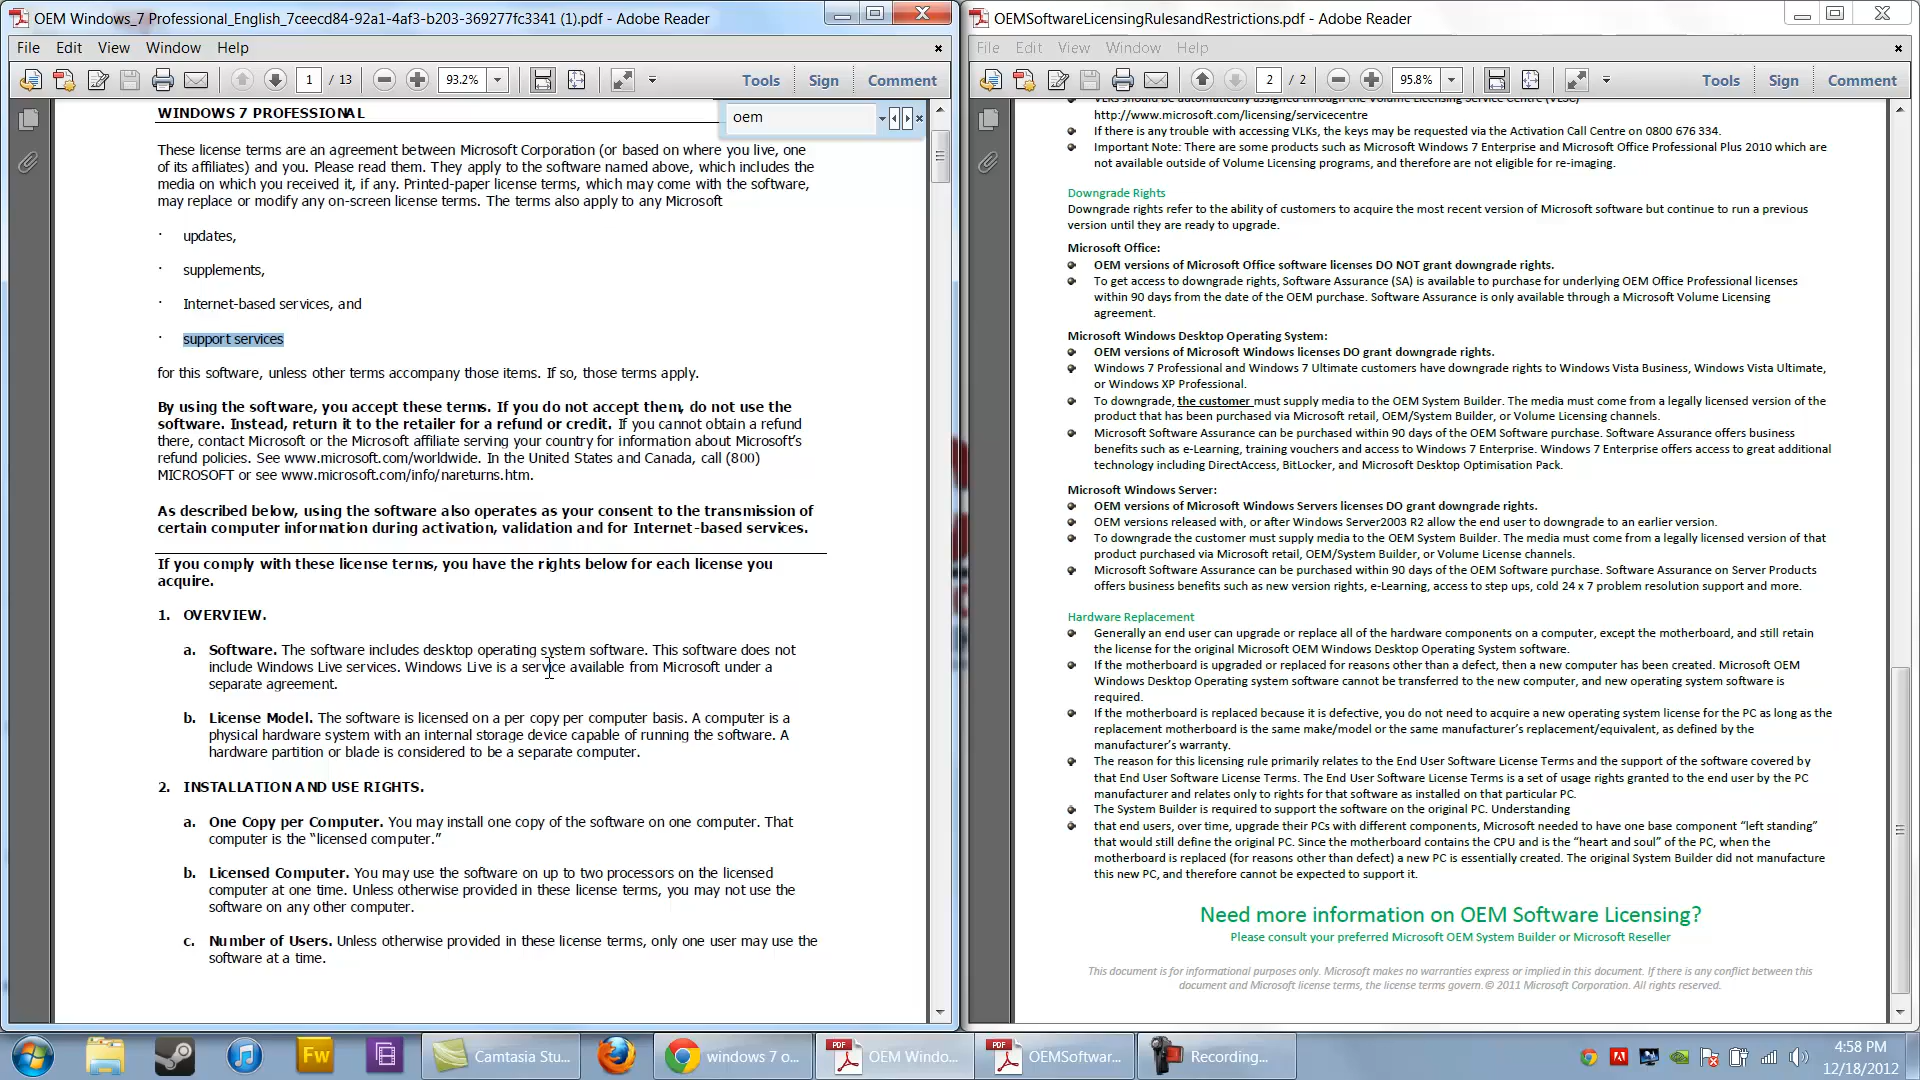 OEM Windows_7 Professional_English_7ceecd84-92a1-4af3-b203-369277fc3341 (1).pdf - Adobe Reader
File Edit View Window Help
1 / 13
93.2%
Tools Sign Comment
oem
WINDOWS 7 PROFESSIONAL
These license terms are an agreement between Microsoft Corporation (or based on where you live, one
of its affiliates) and you. Please read them. They apply to the software named above, which includes the
media on which you received it, if any. Printed-paper license terms, which may come with the software,
may replace or modify any on-screen license terms. The terms also apply to any Microsoft
· updates,
· supplements,
· Internet-based services, and
· support services
for this software, unless other terms accompany those items. If so, those terms apply.
By using the software, you accept these terms. If you do not accept them, do not use the
software. Instead, return it to the retailer for a refund or credit. If you cannot obtain a refund
there, contact Microsoft or the Microsoft affiliate serving your country for information about Microsoft's
refund policies. See www.microsoft.com/worldwide. In the United States and Canada, call (800)
MICROSOFT or see www.microsoft.com/info/nareturns.htm.
As described below, using the software also operates as your consent to the transmission of
certain computer information during activation, validation and for Internet-based services.
If you comply with these license terms, you have the rights below for each license you
acquire.
1. OVERVIEW.
a. Software. The software includes desktop operating system software. This software does not
include Windows Live services. Windows Live is a service available from Microsoft under a
separate agreement.
b. License Model. The software is licensed on a per copy per computer basis. A computer is a
physical hardware system with an internal storage device capable of running the software. A
hardware partition or blade is considered to be a separate computer.
2. INSTALLATION AND USE RIGHTS.
a. One Copy per Computer. You may install one copy of the software on one computer. That
computer is the “licensed computer.”
b. Licensed Computer. You may use the software on up to two processors on the licensed
computer at one time. Unless otherwise provided in these license terms, you may not use the
software on any other computer.
c. Number of Users. Unless otherwise provided in these license terms, only one user may use the
software at a time.
OEMSoftwareLicensingRulesandRestrictions.pdf - Adobe Reader
File Edit View Window Help
2 / 2
95.8%
Tools Sign Comment
VLKs should be automatically assigned through the Volume Licensing Service Centre (VLSC)
http://www.microsoft.com/licensing/servicecentre
If there is any trouble with accessing VLKs, the keys may be requested via the Activation Call Centre on 0800 676 334.
Important Note: There are some products such as Microsoft Windows 7 Enterprise and Microsoft Office Professional Plus 2010 which are
not available outside of Volume Licensing programs, and therefore are not eligible for re-imaging.
Downgrade Rights
Downgrade rights refer to the ability of customers to acquire the most recent version of Microsoft software but continue to run a previous
version until they are ready to upgrade.
Microsoft Office:
OEM versions of Microsoft Office software licenses DO NOT grant downgrade rights.
To get access to downgrade rights, Software Assurance (SA) is available to purchase for underlying OEM Office Professional licenses
within 90 days from the date of the OEM purchase. Software Assurance is only available through a Microsoft Volume Licensing
agreement.
Microsoft Windows Desktop Operating System:
OEM versions of Microsoft Windows licenses DO grant downgrade rights.
Windows 7 Professional and Windows 7 Ultimate customers have downgrade rights to Windows Vista Business, Windows Vista Ultimate,
or Windows XP Professional.
To downgrade, the customer must supply media to the OEM System Builder. The media must come from a legally licensed version of the
product that has been purchased via Microsoft retail, OEM/System Builder, or Volume Licensing channels.
Microsoft Software Assurance can be purchased within 90 days of the OEM Software purchase. Software Assurance offers business
benefits such as e-Learning, training vouchers and access to Windows 7 Enterprise. Windows 7 Enterprise offers access to great additional
technology including DirectAccess, BitLocker, and Microsoft Desktop Optimisation Pack.
Microsoft Windows Server:
OEM versions of Microsoft Windows Servers licenses DO grant downgrade rights.
OEM versions released with, or after Windows Server2003 R2 allow the end user to downgrade to an earlier version.
To downgrade the customer must supply media to the OEM System Builder. The media must come from a legally licensed version of that
product purchased via Microsoft retail, OEM/System Builder, or Volume License channels.
Microsoft Software Assurance can be purchased within 90 days of the OEM Software purchase. Software Assurance on Server Products
offers business benefits such as new version rights, e-Learning, access to step ups, cold 24 x 7 problem resolution support and more.
Hardware Replacement
Generally an end user can upgrade or replace all of the hardware components on a computer, except the motherboard, and still retain
the license for the original Microsoft OEM Windows Desktop Operating System software.
If the motherboard is upgraded or replaced for reasons other than a defect, then a new computer has been created. Microsoft OEM
Windows Desktop Operating system software cannot be transferred to the new computer, and new operating system software is
required.
If the motherboard is replaced because it is defective, you do not need to acquire a new operating system license for the PC as long as the
replacement motherboard is the same make/model or the same manufacturer's replacement/equivalent, as defined by the
manufacturer's warranty.
The reason for this licensing rule primarily relates to the End User Software License Terms and the support of the software covered by
that End User Software License Terms. The End User Software License Terms is a set of usage rights granted to the end user by the PC
manufacturer and relates only to rights for that software as installed on that particular PC.
The System Builder is required to support the software on the original PC. Understanding
that end users, over time, upgrade their PCs with different components, Microsoft needed to have one base component “left standing”
that would still define the original PC. Since the motherboard contains the CPU and is the “heart and soul” of the PC, when the
motherboard is replaced (for reasons other than defect) a new PC is essentially created. The original System Builder did not manufacture
this new PC, and therefore cannot be expected to support it.
Need more information on OEM Software Licensing?
Please consult your preferred Microsoft OEM System Builder or Microsoft Reseller
This document is for informational purposes only. Microsoft makes no warranties express or implied in this document. If there is any conflict between this
document and Microsoft license terms, the license terms govern. © 2011 Microsoft Corporation. All rights reserved.
Fw
Camtasia Stu...
windows 7 o...
PDF
OEM Windo...
PDF
OEMSoftwar...
Recording...
4:58 PM
12/18/2012